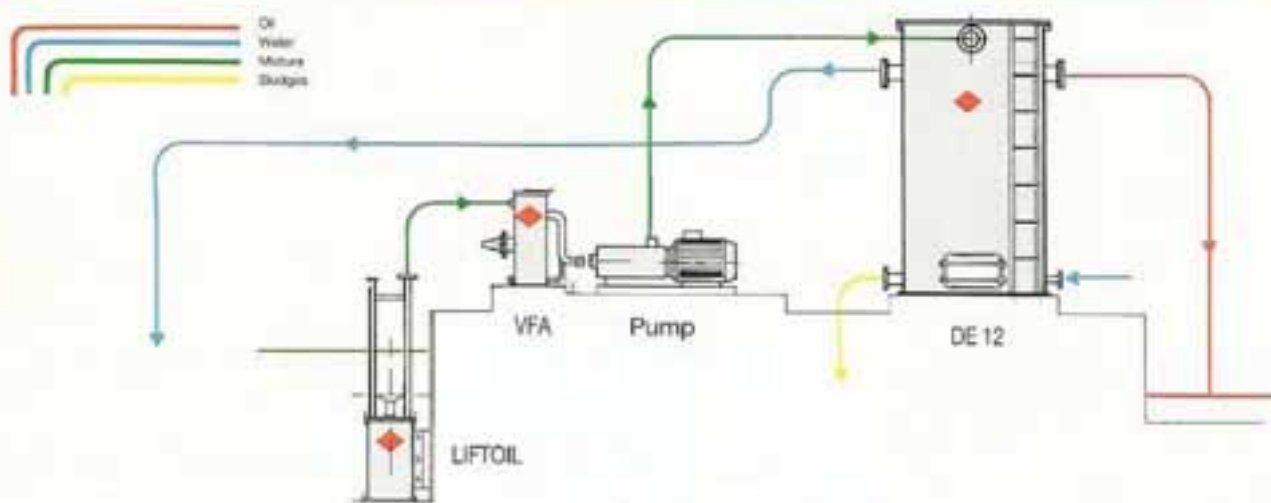 Oil
Water
Mixture
Sludges
VFA
Pump
DE 12
LIFTOIL